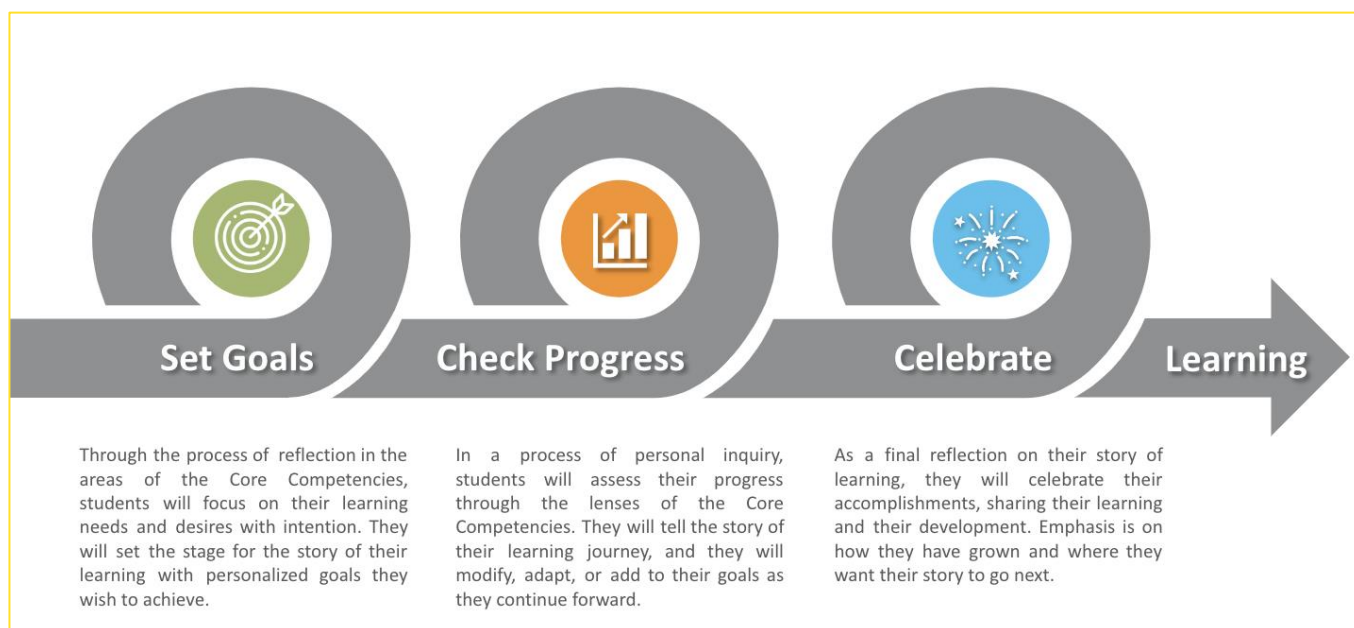 Set Goals
Check Progress
Celebrate
Learning
Through the process of reflection in the
areas of the Core Competencies,
students will focus on their learning
needs and desires with intention. They
will set the stage for the story of their
learning with personalized goals they
wish to achieve.
In a process of personal inquiry,
students will assess their progress
through the lenses of the Core
Competencies. They will tell the story of
their learning journey, and they will
modify, adapt, or add to their goals as
they continue forward.
As a final reflection on their story of
learning, they will celebrate their
accomplishments, sharing their learning
and their development. Emphasis is on
how they have grown and where they
want their story to go next.